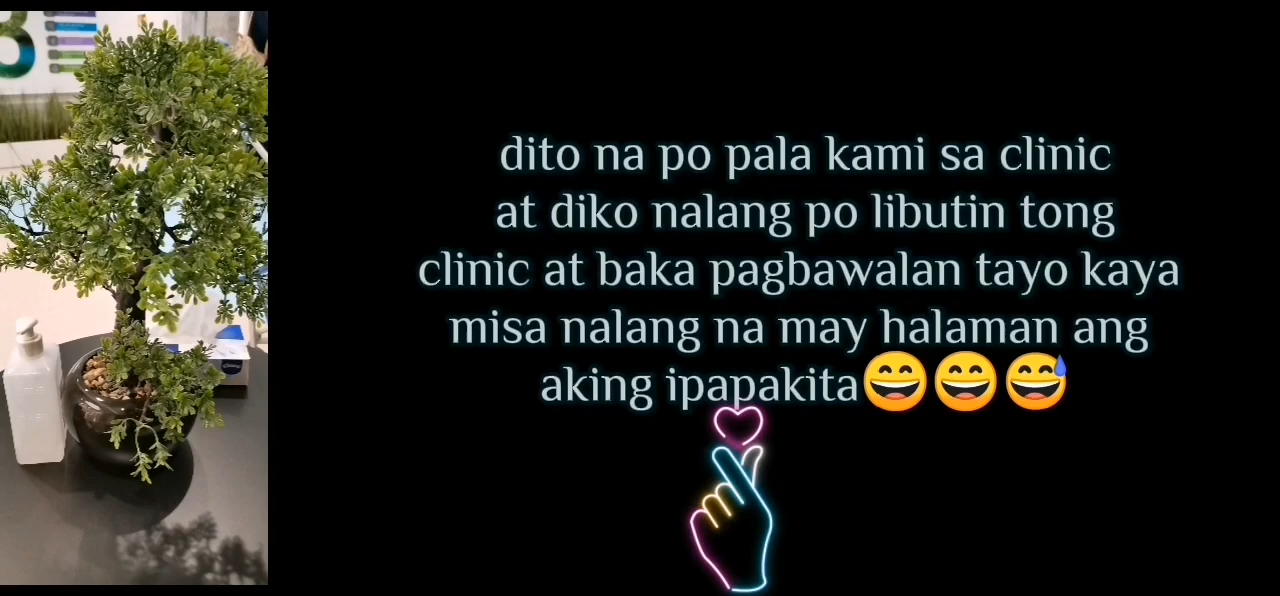 dito na po pala kami sa clinic
at diko nalang po libutin tong
clinic at baka pagbawalan tayo kaya
misa nalang na may halaman ang
aking ipapakita😄😄😅